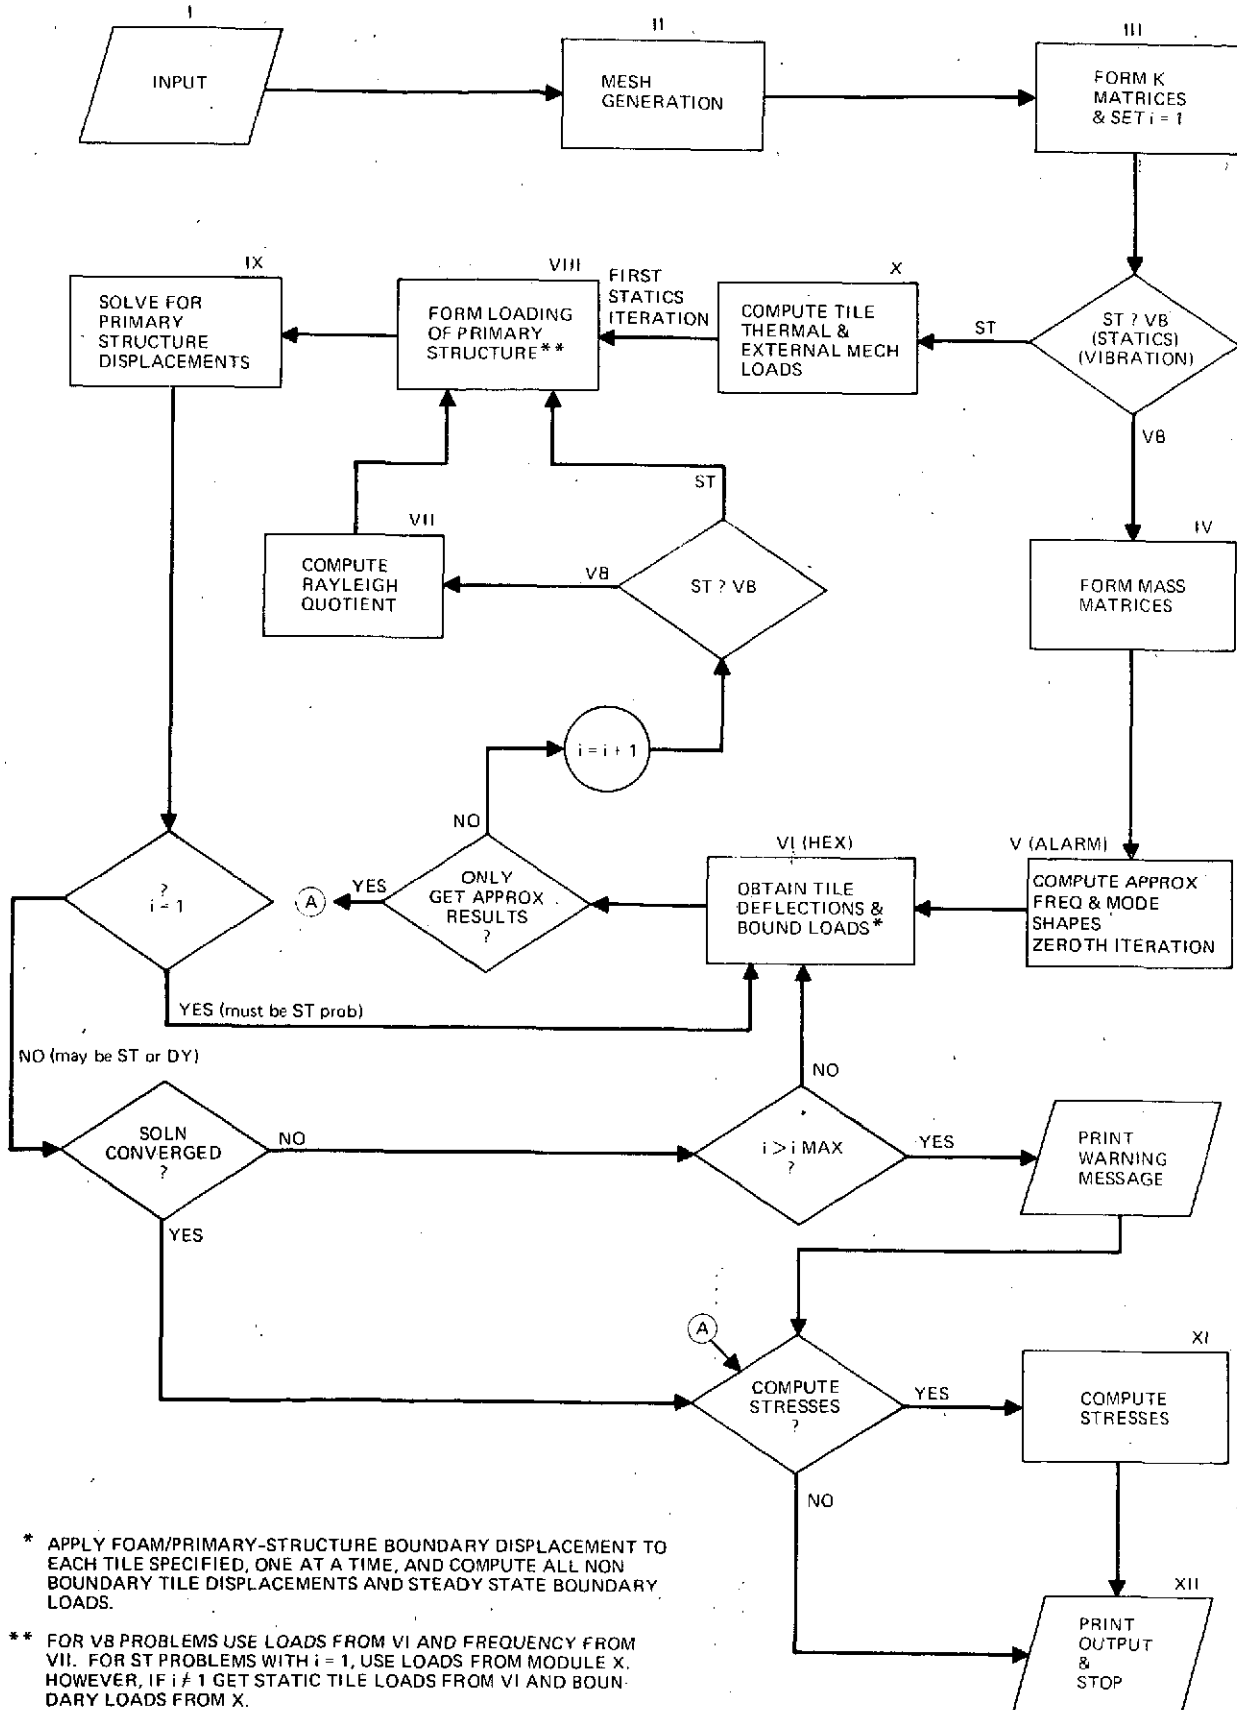 I
INPUT
II
MESH
GENERATION
III
FORM K
MATRICES
& SET i = 1
ST ? VB
(STATICS)
(VIBRATION)
ST
VB
X
COMPUTE TILE
THERMAL &
EXTERNAL MECH
LOADS
FIRST
STATICS
ITERATION
VIII
FORM LOADING
OF PRIMARY
STRUCTURE**
IX
SOLVE FOR
PRIMARY
STRUCTURE
DISPLACEMENTS
IV
FORM MASS
MATRICES
VII
COMPUTE
RAYLEIGH
QUOTIENT
VB
ST ? VB
ST
i = i + 1
V (ALARM)
COMPUTE APPROX
FREQ & MODE
SHAPES
ZEROTH ITERATION
VI (HEX)
OBTAIN TILE
DEFLECTIONS &
BOUND LOADS*
NO
ONLY
GET APPROX
RESULTS
?
YES
A
?
i = 1
YES (must be ST prob)
NO (may be ST or DY)
SOLN
CONVERGED
?
NO
YES
NO
i > i MAX
?
YES
PRINT
WARNING
MESSAGE
A
COMPUTE
STRESSES
?
YES
NO
XI
COMPUTE
STRESSES
XII
PRINT
OUTPUT
&
STOP
* APPLY FOAM/PRIMARY-STRUCTURE BOUNDARY DISPLACEMENT TO
EACH TILE SPECIFIED, ONE AT A TIME, AND COMPUTE ALL NON
BOUNDARY TILE DISPLACEMENTS AND STEADY STATE BOUNDARY
LOADS.
** FOR VB PROBLEMS USE LOADS FROM VI AND FREQUENCY FROM
VII. FOR ST PROBLEMS WITH i = 1, USE LOADS FROM MODULE X.
HOWEVER, IF i ≠ 1 GET STATIC TILE LOADS FROM VI AND BOUN-
DARY LOADS FROM X.